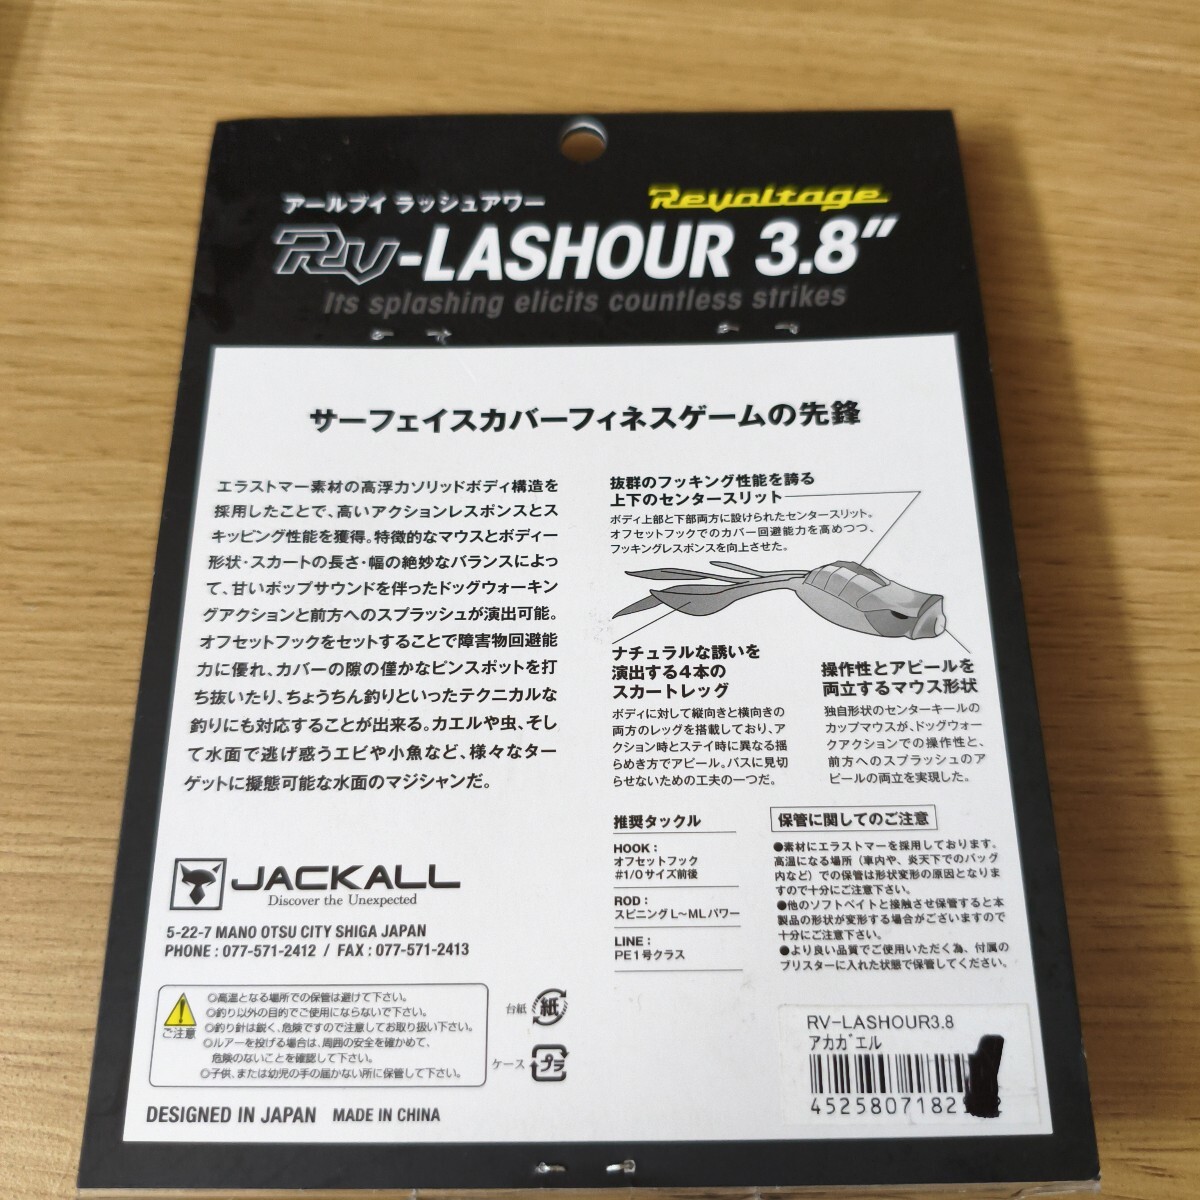 アールブイ ラッシュアワー
Revoltage
RV-LASHOUR 3.8"
Its splashing elicits countless strikes
サーフェイスカバーフィネスゲームの先鋒
エラストマー素材の高浮力ソリッドボディ構造を
採用したことで、高いアクションレスポンスとス
キッピング性能を獲得。特徴的なマウスとボディー
形状・スカートの長さ・幅の絶妙なバランスによっ
て、甘いポップサウンドを伴ったドッグウォーキン
グアクションと前方へのスプラッシュが演出可能。
オフセットフックをセットすることで障害物回避能
力に優れ、カバーの隙の僅かなピンスポットを打
ち抜いたり、ちょうちん釣りといったテクニカルな
釣りにも対応することが出来る。カエルや虫、そし
て水面で逃げ惑うエビや小魚など、様々なター
ゲットに擬態可能な水面のマジシャンだ。
抜群のフッキング性能を誇る
上下のセンタースリット
ボディ上部と下部両方に設けられたセンタースリット。
オフセットフックでのカバー回避能力を高めつつ、
フッキングレスポンスを向上させた。
ナチュラルな誘いを
演出する4本の
スカートレッグ
ボディに対して縦向きと横向きの
両方のレッグを搭載しており、ア
クション時とステイ時に異なる揺
らめき方でアピール。バスに見切
らせないための工夫の一つだ。
操作性とアピールを
両立するマウス形状
独自形状のセンターキールの
カップマウスが、ドッグウォー
クアクションでの操作性と、
前方へのスプラッシュのア
ピールの両立を実現した。
推奨タックル
HOOK:
オフセットフック
#1/0サイズ前後
ROD:
スピニングL〜MLパワー
LINE:
PE1号クラス
保管に関してのご注意
●素材にエラストマーを採用しております。
高温になる場所(車内や、炎天下でのバッグ
内など)での保管は形状変形の原因となりま
すので十分にご注意下さい。
●他のソフトベイトと接触させ保管すると本
製品の形状が変形する場合がございますので
十分にご注意下さい。
●より良い品質でご使用いただく為、付属の
ブリスターに入れた状態で保管してください。
JACKALL
Discover the Unexpected
5-22-7 MANO OTSU CITY SHIGA JAPAN
PHONE : 077-571-2412 / FAX : 077-571-2413
ご注意
◎高温となる場所での保管は避けて下さい。
◎釣り以外の目的でご使用にならないで下さい。
◎釣り針は鋭く、危険ですので注意してお取り扱い下さい。
◎ルアーを投げる場合は、周囲の安全を確かめて、
危険のないことを確認して下さい。
◎子供、または幼児の手の届かない所に保管して下さい。
台紙 紙
ケース プラ
DESIGNED IN JAPAN MADE IN CHINA
RV-LASHOUR3.8
アカガエル
4525807182